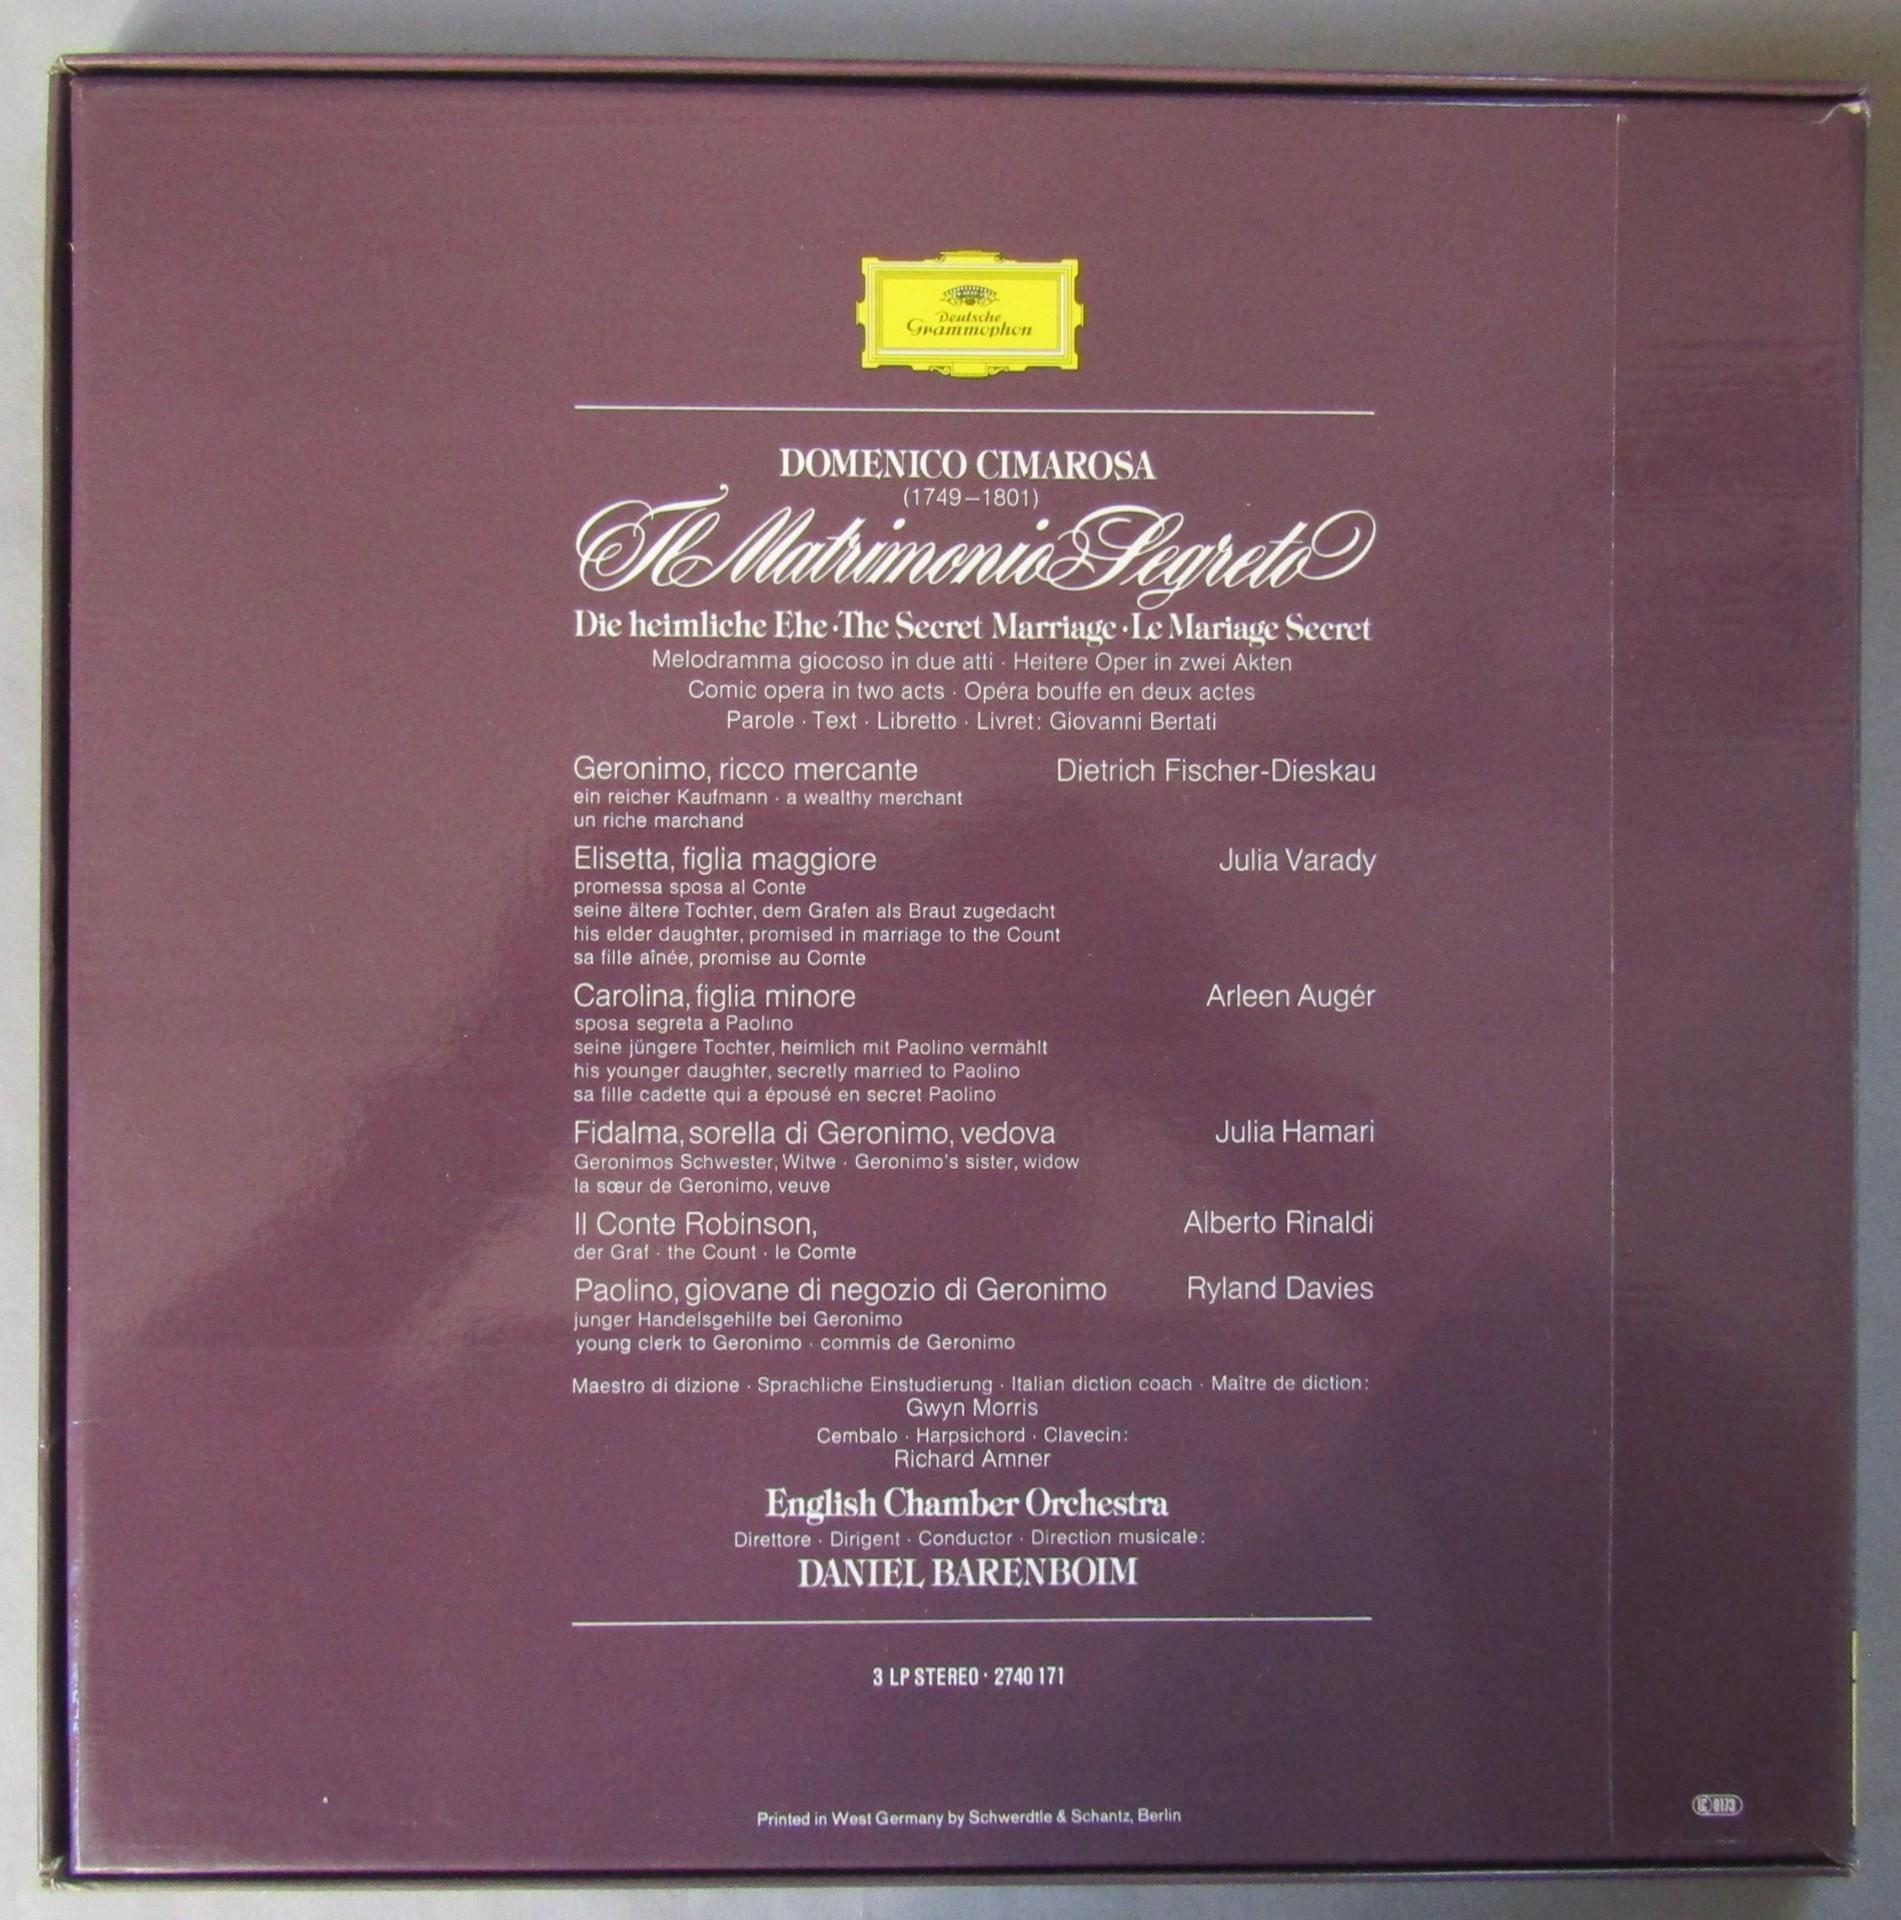 Deutsche
Grammophon
DOMENICO CIMAROSA
(1749–1801)
Il Matrimonio Segreto
Die heimliche Ehe · The Secret Marriage · Le Mariage Secret
Melodramma giocoso in due atti · Heitere Oper in zwei Akten
Comic opera in two acts · Opéra bouffe en deux actes
Parole · Text · Libretto · Livret: Giovanni Bertati
Geronimo, ricco mercante Dietrich Fischer-Dieskau
ein reicher Kaufmann · a wealthy merchant
un riche marchand
Elisetta, figlia maggiore Julia Varady
promessa sposa al Conte
seine ältere Tochter, dem Grafen als Braut zugedacht
his elder daughter, promised in marriage to the Count
sa fille aînée, promise au Comte
Carolina, figlia minore Arleen Augér
sposa segreta a Paolino
seine jüngere Tochter, heimlich mit Paolino vermählt
his younger daughter, secretly married to Paolino
sa fille cadette qui a épousé en secret Paolino
Fidalma, sorella di Geronimo, vedova Julia Hamari
Geronimos Schwester, Witwe · Geronimo's sister, widow
la sœur de Geronimo, veuve
Il Conte Robinson, Alberto Rinaldi
der Graf · the Count · le Comte
Paolino, giovane di negozio di Geronimo Ryland Davies
junger Handelsgehilfe bei Geronimo
young clerk to Geronimo · commis de Geronimo
Maestro di dizione · Sprachliche Einstudierung · Italian diction coach · Maître de diction:
Gwyn Morris
Cembalo · Harpsichord · Clavecin:
Richard Amner
English Chamber Orchestra
Direttore · Dirigent · Conductor · Direction musicale:
DANIEL BARENBOIM
3 LP STEREO · 2740 171
Printed in West Germany by Schwerdtle & Schantz, Berlin
LC 0173